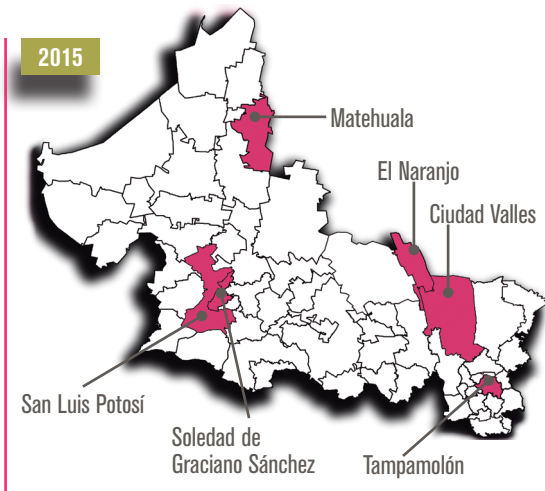 2015
Matehuala
El Naranjo
Ciudad Valles
San Luis Potosí
Soledad de
Graciano Sánchez
Tampamolón